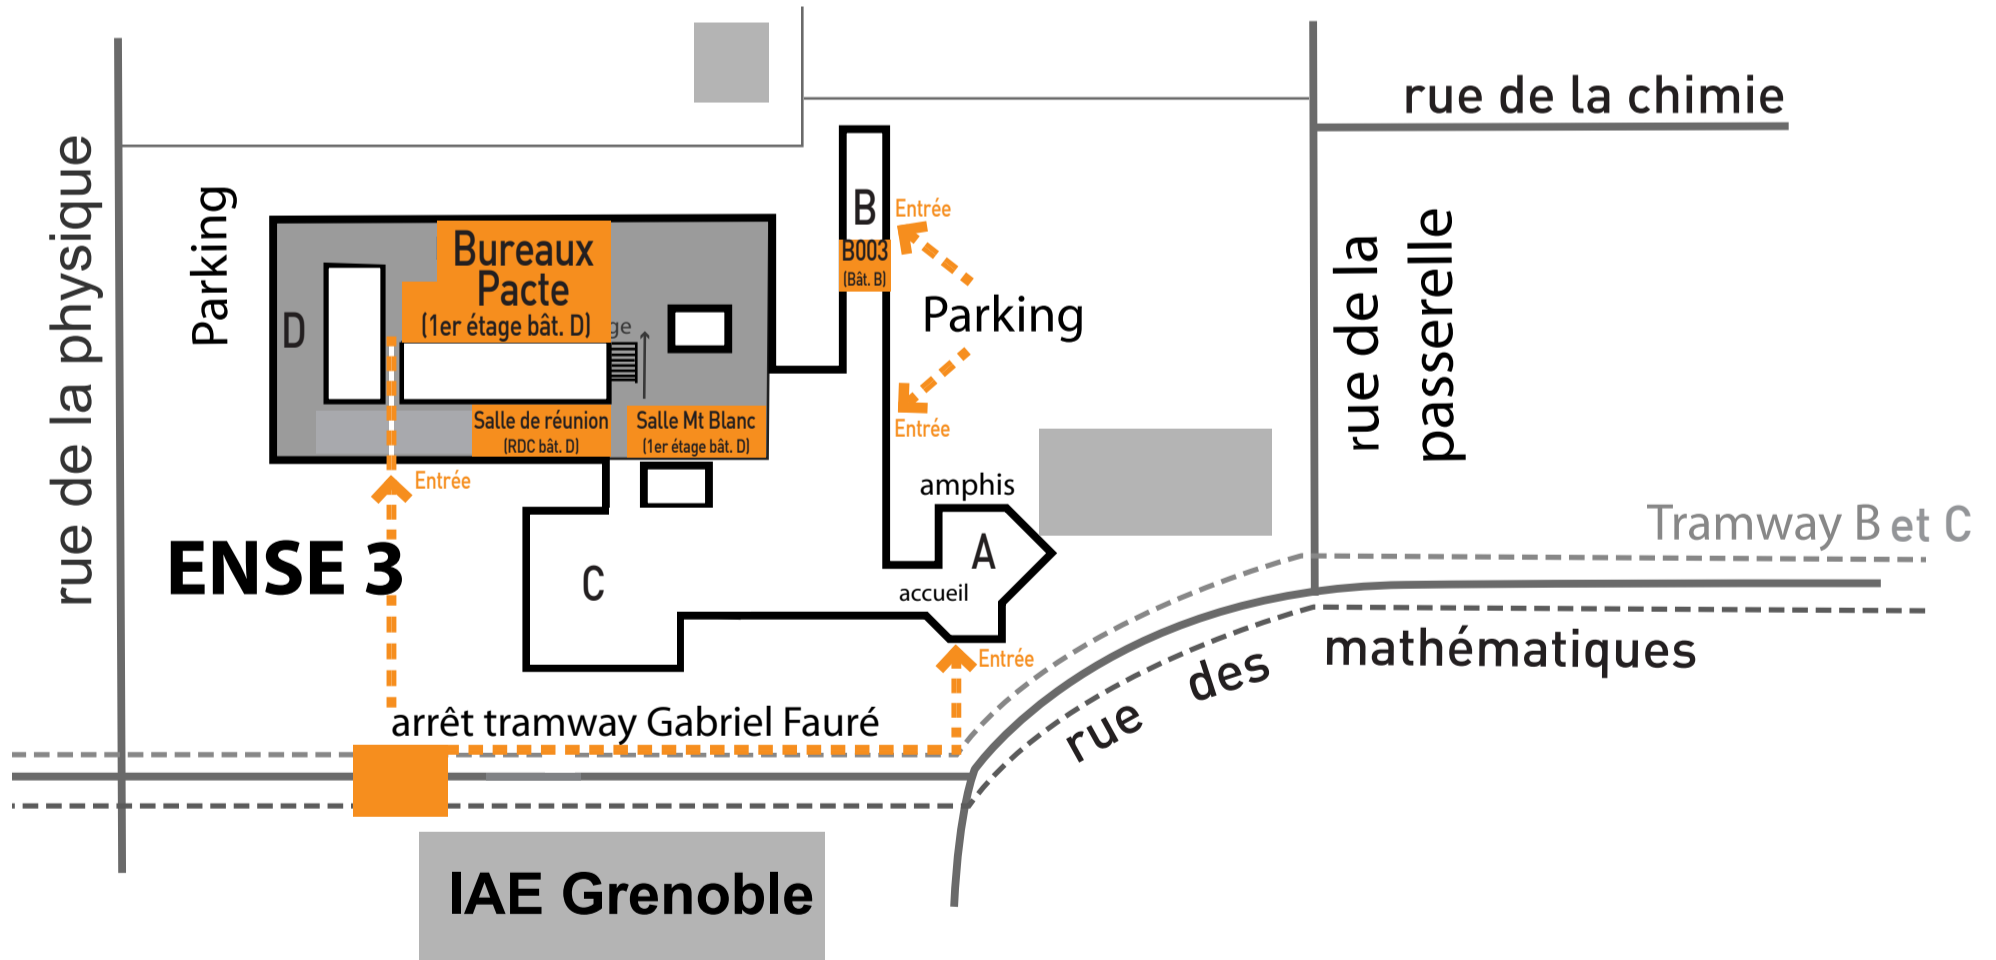 rue de la chimie
rue de la physique
Parking
B
Entrée
B003
(Bât. B)
Bureaux
Pacte
(1er étage bât. D)
ge
D
Parking
rue de la
passerelle
Salle de réunion
(RDC bât. D)
Salle Mt Blanc
(1er étage bât. D)
Entrée
Entrée
amphis
A
accueil
C
ENSE 3
Tramway B et C
Entrée
rue des mathématiques
arrêt tramway Gabriel Fauré
IAE Grenoble